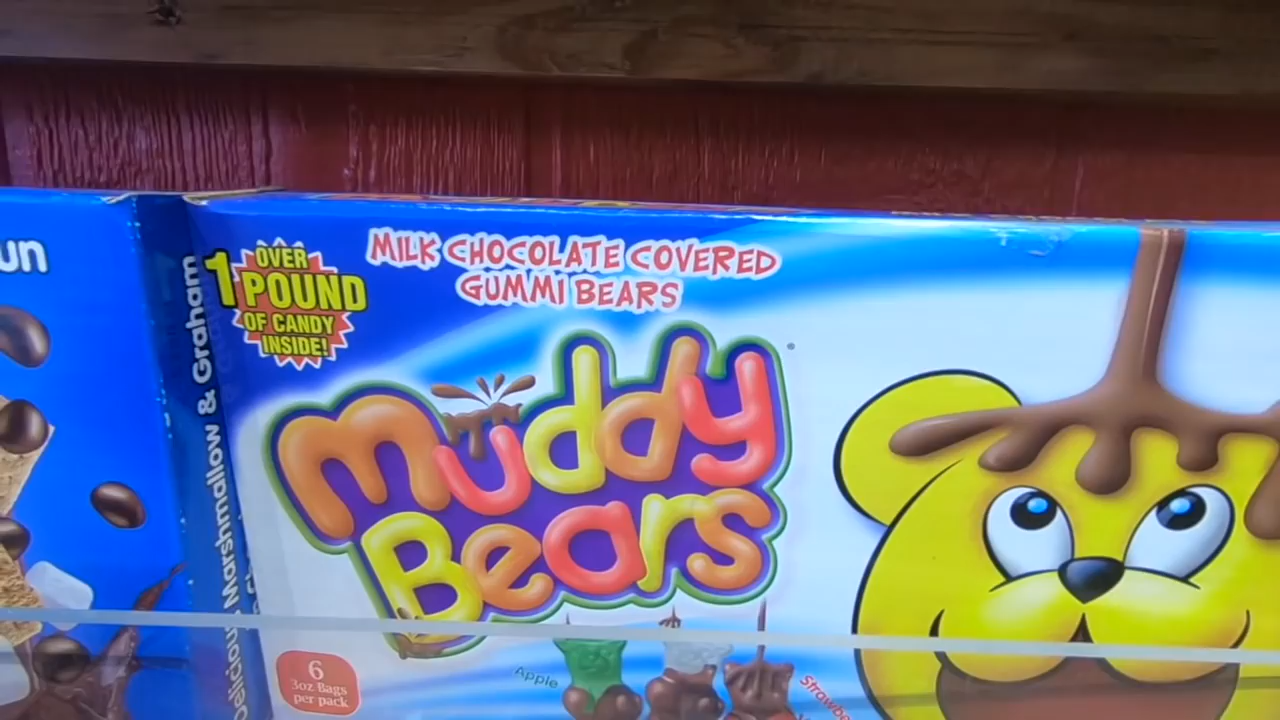 un
Delicious Marshmallow & Graham
OVER
1 POUND
OF CANDY
INSIDE!
MILK CHOCOLATE COVERED
GUMMI BEARS
muddy
Bears
6
3oz Bags
per pack
Apple